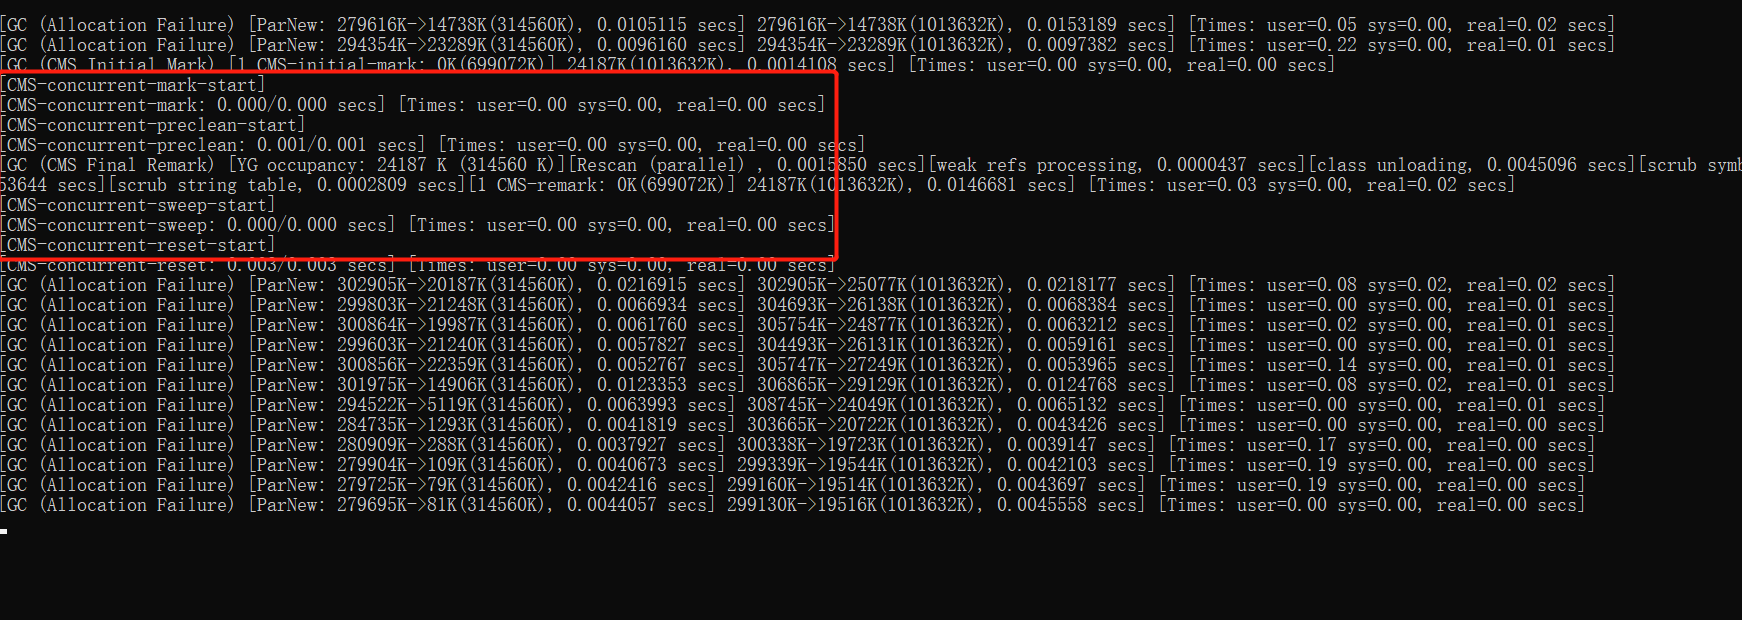 [GC (Allocation Failure) [ParNew: 279616K->14738K(314560K), 0.0105115 secs] 279616K->14738K(1013632K), 0.0153189 secs] [Times: user=0.05 sys=0.00, real=0.02 secs]
[GC (Allocation Failure) [ParNew: 294354K->23289K(314560K), 0.0096160 secs] 294354K->23289K(1013632K), 0.0097382 secs] [Times: user=0.22 sys=0.00, real=0.01 secs]
[GC (CMS Initial Mark) [1 CMS-initial-mark: 0K(699072K)] 24187K(1013632K), 0.0014108 secs] [Times: user=0.00 sys=0.00, real=0.00 secs]
[CMS-concurrent-mark-start]
[CMS-concurrent-mark: 0.000/0.000 secs] [Times: user=0.00 sys=0.00, real=0.00 secs]
[CMS-concurrent-preclean-start]
[CMS-concurrent-preclean: 0.001/0.001 secs] [Times: user=0.00 sys=0.00, real=0.00 secs]
[GC (CMS Final Remark) [YG occupancy: 24187 K (314560 K)][Rescan (parallel) , 0.0015850 secs][weak refs processing, 0.0000437 secs][class unloading, 0.0045096 secs][scrub symb
53644 secs][scrub string table, 0.0002809 secs][1 CMS-remark: 0K(699072K)] 24187K(1013632K), 0.0146681 secs] [Times: user=0.03 sys=0.00, real=0.02 secs]
[CMS-concurrent-sweep-start]
[CMS-concurrent-sweep: 0.000/0.000 secs] [Times: user=0.00 sys=0.00, real=0.00 secs]
[CMS-concurrent-reset-start]
[CMS-concurrent-reset: 0.003/0.003 secs] [Times: user=0.00 sys=0.00, real=0.00 secs]
[GC (Allocation Failure) [ParNew: 302905K->20187K(314560K), 0.0216915 secs] 302905K->25077K(1013632K), 0.0218177 secs] [Times: user=0.08 sys=0.02, real=0.02 secs]
[GC (Allocation Failure) [ParNew: 299803K->21248K(314560K), 0.0066934 secs] 304693K->26138K(1013632K), 0.0068384 secs] [Times: user=0.00 sys=0.00, real=0.01 secs]
[GC (Allocation Failure) [ParNew: 300864K->19987K(314560K), 0.0061760 secs] 305754K->24877K(1013632K), 0.0063212 secs] [Times: user=0.02 sys=0.00, real=0.01 secs]
[GC (Allocation Failure) [ParNew: 299603K->21240K(314560K), 0.0057827 secs] 304493K->26131K(1013632K), 0.0059161 secs] [Times: user=0.00 sys=0.00, real=0.01 secs]
[GC (Allocation Failure) [ParNew: 300856K->22359K(314560K), 0.0052767 secs] 305747K->27249K(1013632K), 0.0053965 secs] [Times: user=0.14 sys=0.00, real=0.01 secs]
[GC (Allocation Failure) [ParNew: 301975K->14906K(314560K), 0.0123353 secs] 306865K->29129K(1013632K), 0.0124768 secs] [Times: user=0.08 sys=0.02, real=0.01 secs]
[GC (Allocation Failure) [ParNew: 294522K->5119K(314560K), 0.0063993 secs] 308745K->24049K(1013632K), 0.0065132 secs] [Times: user=0.00 sys=0.00, real=0.01 secs]
[GC (Allocation Failure) [ParNew: 284735K->1293K(314560K), 0.0041819 secs] 303665K->20722K(1013632K), 0.0043426 secs] [Times: user=0.00 sys=0.00, real=0.00 secs]
[GC (Allocation Failure) [ParNew: 280909K->288K(314560K), 0.0037927 secs] 300338K->19723K(1013632K), 0.0039147 secs] [Times: user=0.17 sys=0.00, real=0.00 secs]
[GC (Allocation Failure) [ParNew: 279904K->109K(314560K), 0.0040673 secs] 299339K->19544K(1013632K), 0.0042103 secs] [Times: user=0.19 sys=0.00, real=0.00 secs]
[GC (Allocation Failure) [ParNew: 279725K->79K(314560K), 0.0042416 secs] 299160K->19514K(1013632K), 0.0043697 secs] [Times: user=0.19 sys=0.00, real=0.00 secs]
[GC (Allocation Failure) [ParNew: 279695K->81K(314560K), 0.0044057 secs] 299130K->19516K(1013632K), 0.0045558 secs] [Times: user=0.00 sys=0.00, real=0.00 secs]